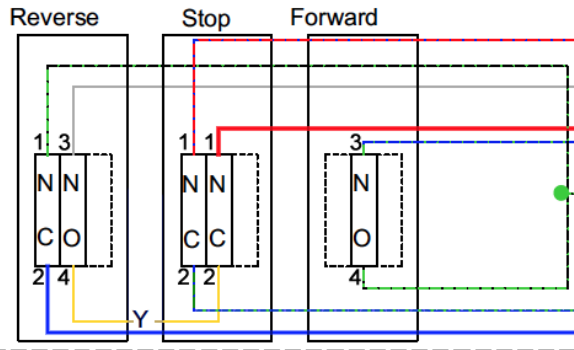 Reverse Stop Forward
1 3 1 1 3
N N N N N
C O C C O
2 4 2 2 4
Y